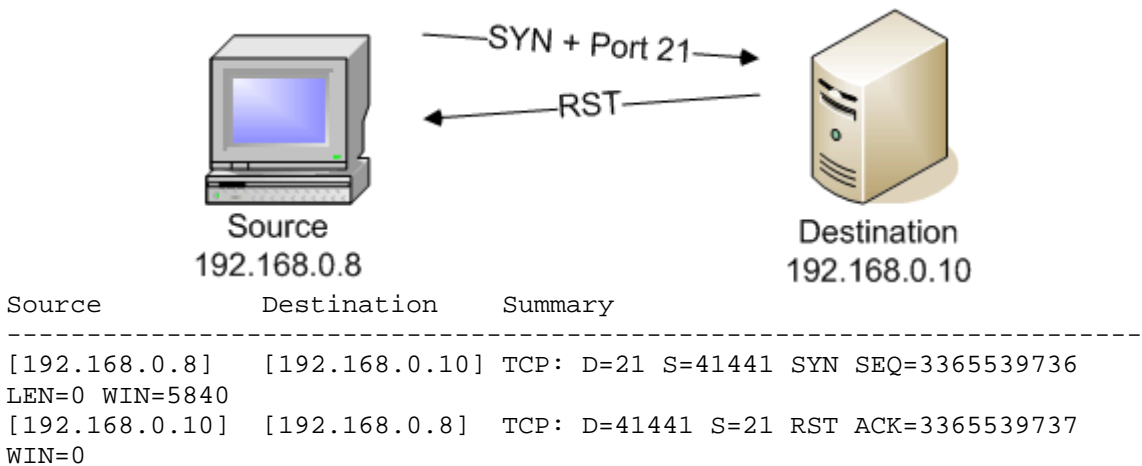 SYN + Port 21
RST
Source
192.168.0.8
Destination
192.168.0.10
Source Destination Summary
------------------------------------------------------------------------
[192.168.0.8] [192.168.0.10] TCP: D=21 S=41441 SYN SEQ=3365539736
LEN=0 WIN=5840
[192.168.0.10] [192.168.0.8] TCP: D=41441 S=21 RST ACK=3365539737
WIN=0